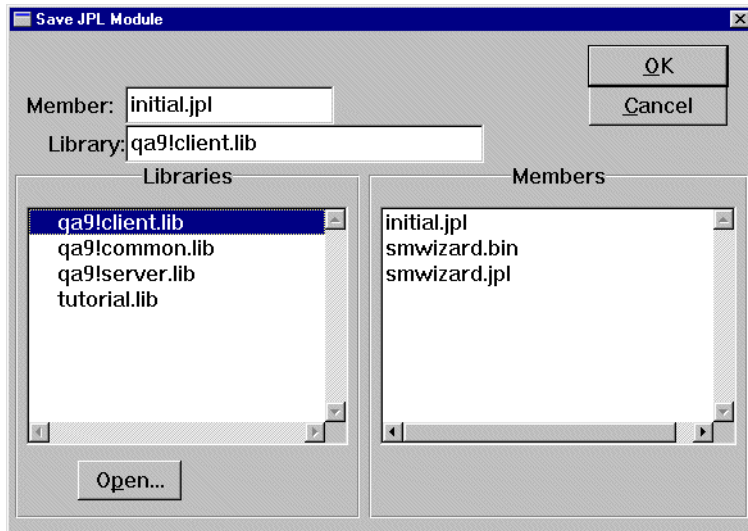 Save JPL Module
OK
Member: initial.jpl
Cancel
Library: qa9!client.lib
Libraries
Members
qa9!client.lib
qa9!common.lib
qa9!server.lib
tutorial.lib
initial.jpl
smwizard.bin
smwizard.jpl
Open...